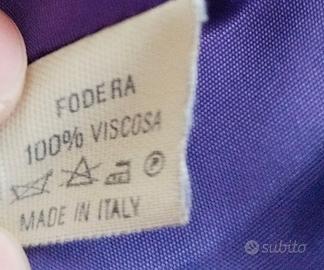 FODERA
100% VISCOSA
MADE IN ITALY
subito